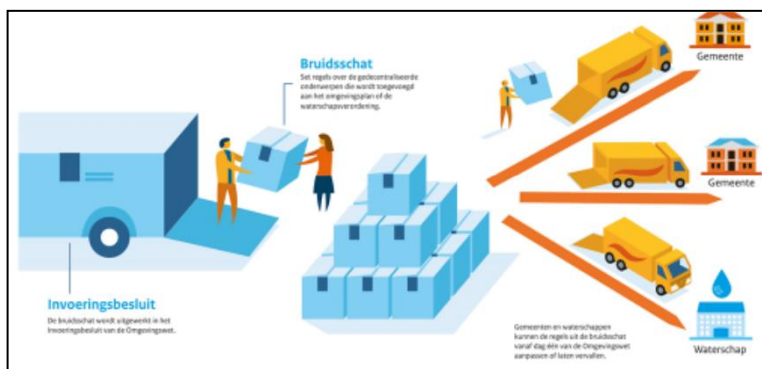 Bruidsschat
Set regels over de gedecentraliseerde
onderwerpen die wordt toegevoegd
aan het omgevingsplan of de
waterschapsverordening.
Gemeente
Gemeente
Invoeringsbesluit
De bruidsschat wordt uitgewerkt in het
Invoeringsbesluit van de Omgevingswet.
Gemeenten en waterschappen
kunnen de regels uit de bruidsschat
vanaf dag één van de Omgevingswet
aanpassen of laten vervallen.
Waterschap